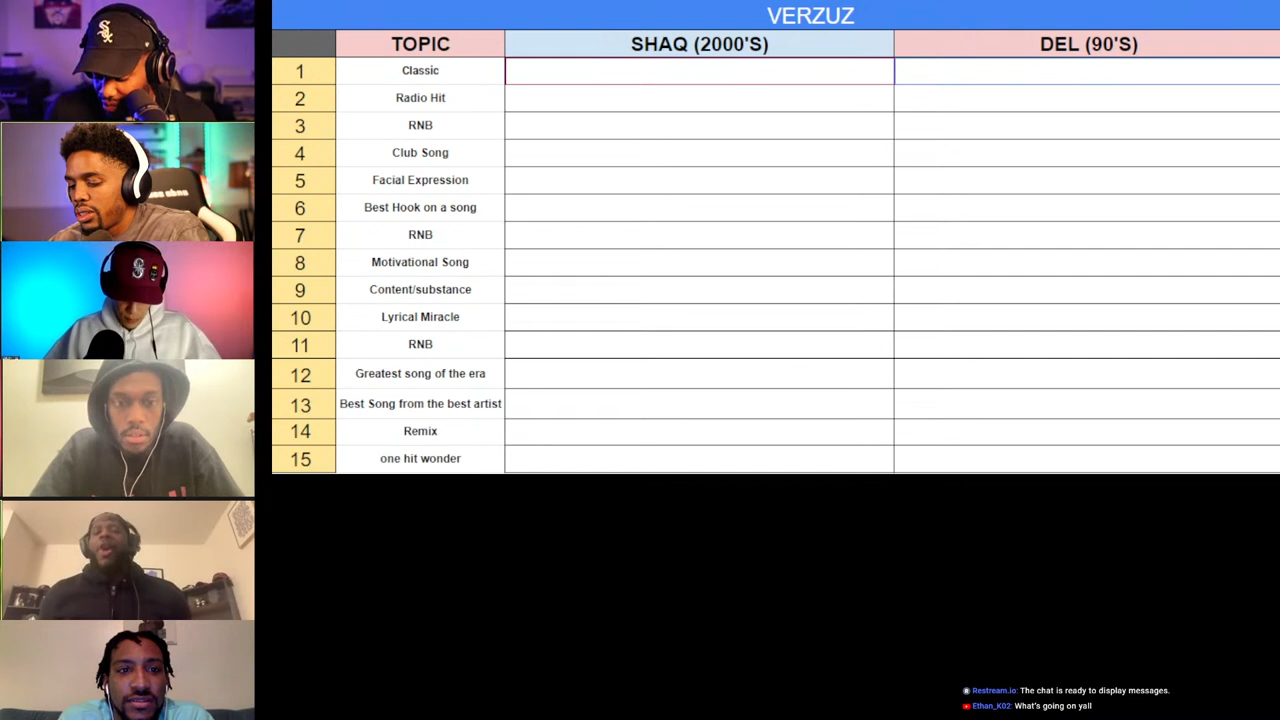 VERZUZ
TOPIC SHAQ (2000'S) DEL (90'S)
1 Classic
2 Radio Hit
3 RNB
4 Club Song
5 Facial Expression
6 Best Hook on a song
7 RNB
8 Motivational Song
9 Content/substance
10 Lyrical Miracle
11 RNB
12 Greatest song of the era
13 Best Song from the best artist
14 Remix
15 one hit wonder
Restream.io: The chat is ready to display messages.
Ethan_K02: What's going on yall